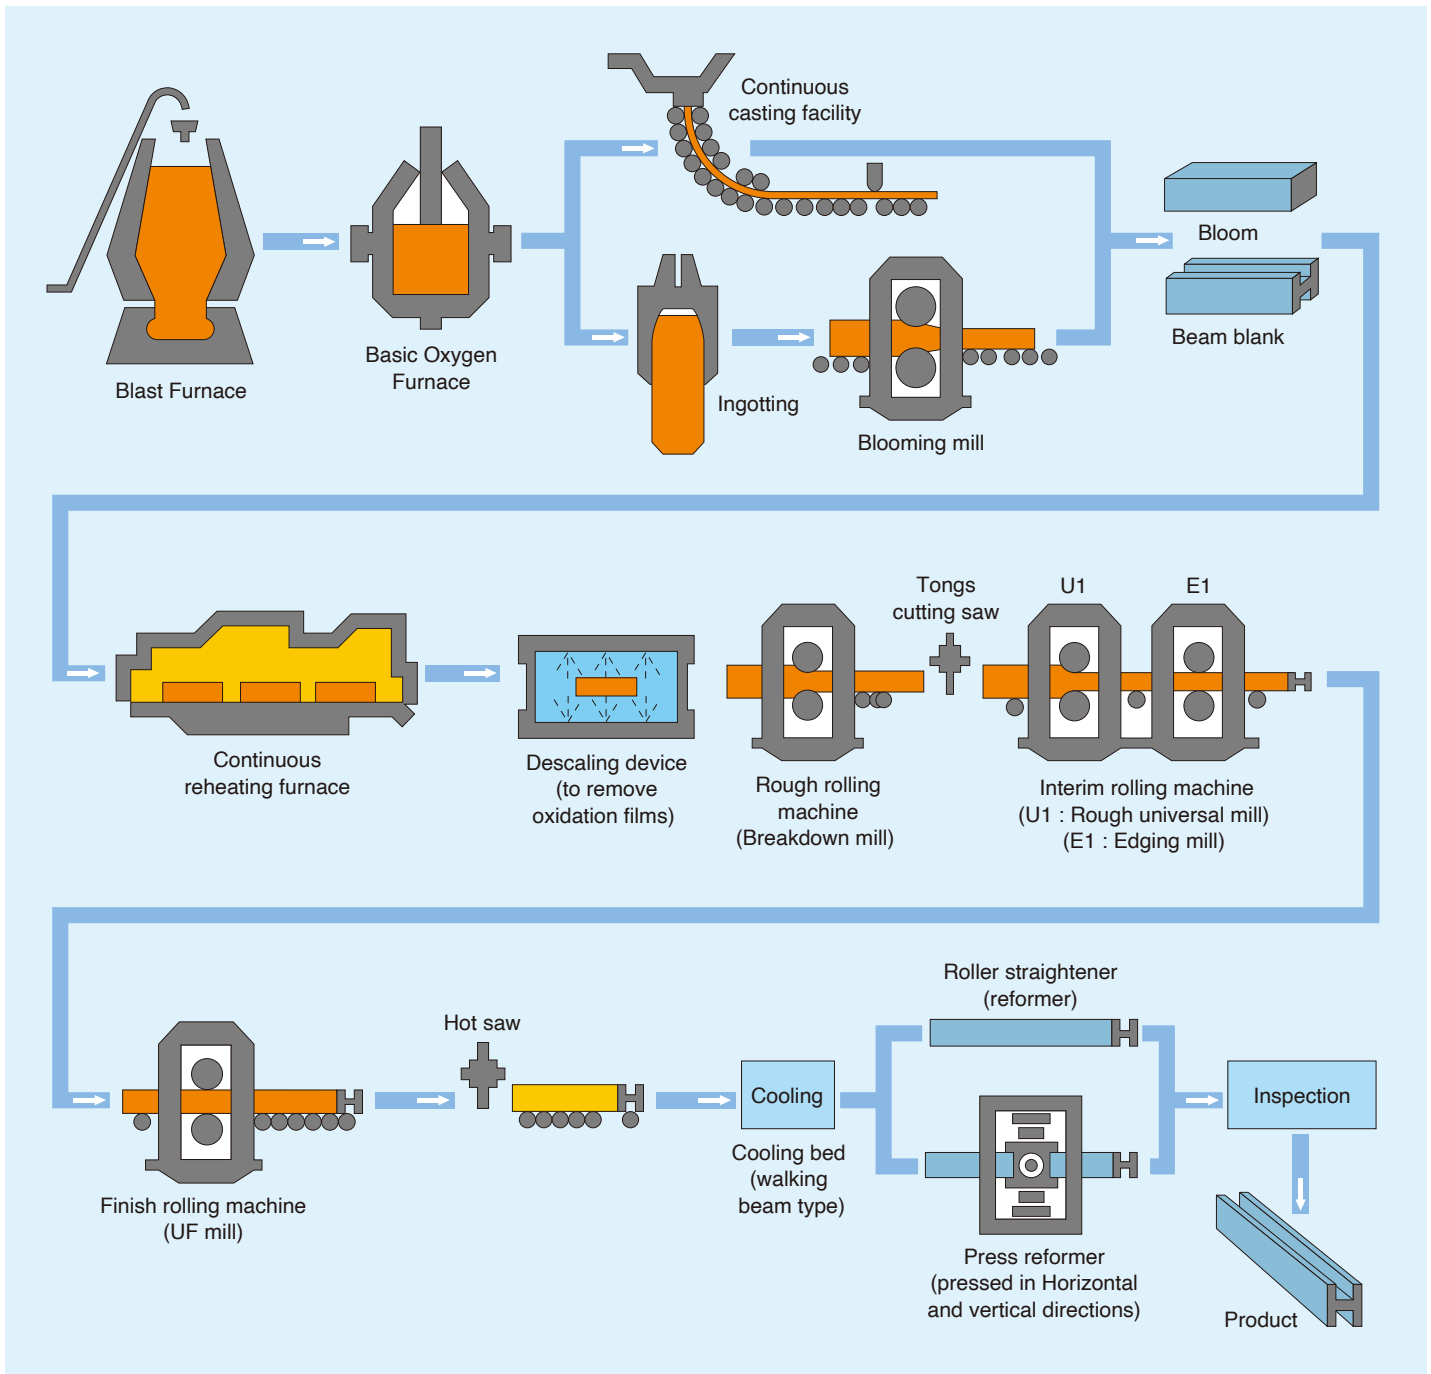 Continuous
casting facility
Blast Furnace
Basic Oxygen
Furnace
Ingotting
Blooming mill
Bloom
Beam blank
Continuous
reheating furnace
Descaling device
(to remove
oxidation films)
Rough rolling
machine
(Breakdown mill)
Tongs
cutting saw
U1
E1
Interim rolling machine
(U1 : Rough universal mill)
(E1 : Edging mill)
Finish rolling machine
(UF mill)
Hot saw
Cooling
Cooling bed
(walking
beam type)
Roller straightener
(reformer)
Press reformer
(pressed in Horizontal
and vertical directions)
Inspection
Product